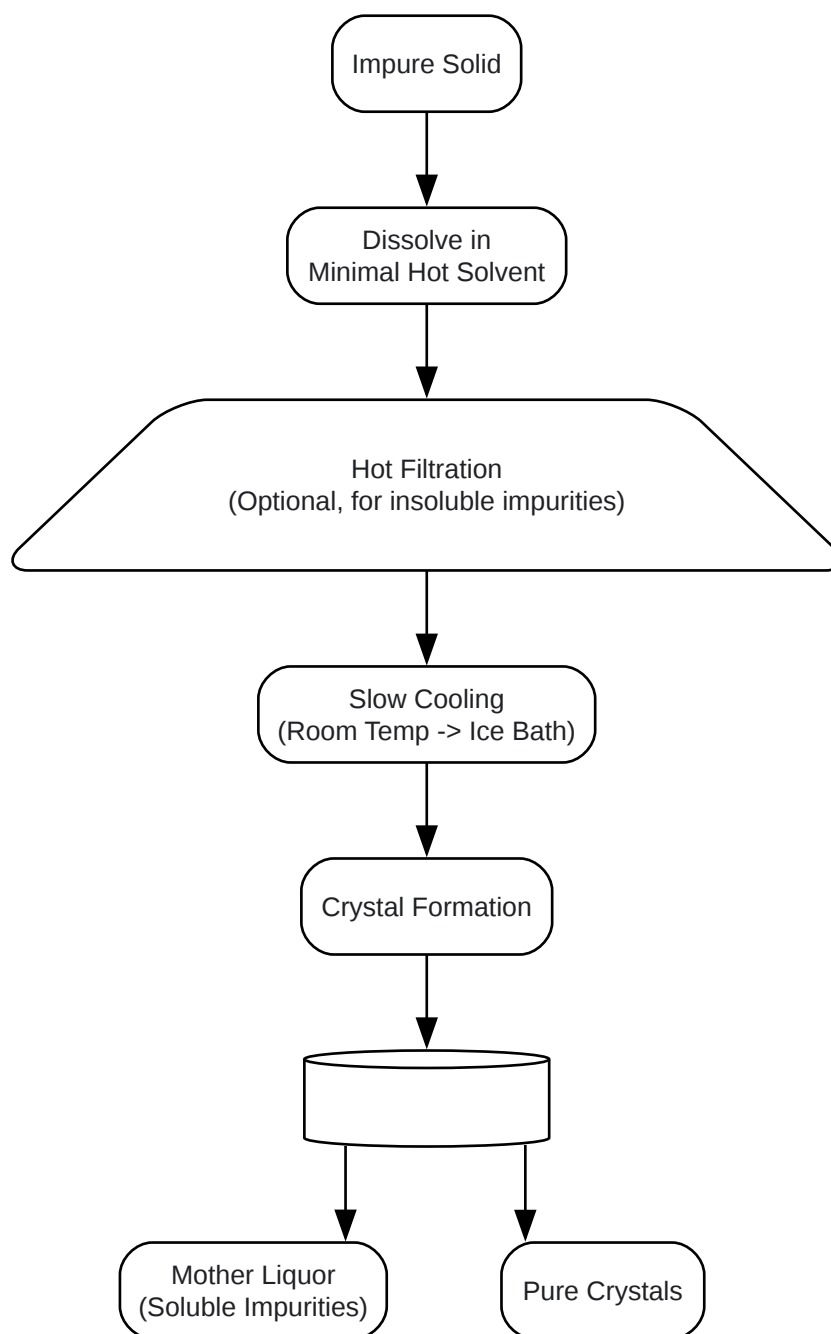 Impure Solid
Dissolve in
Minimal Hot Solvent
Hot Filtration
(Optional, for insoluble impurities)
Slow Cooling
(Room Temp -> Ice Bath)
Crystal Formation
Mother Liquor
(Soluble Impurities)
Pure Crystals